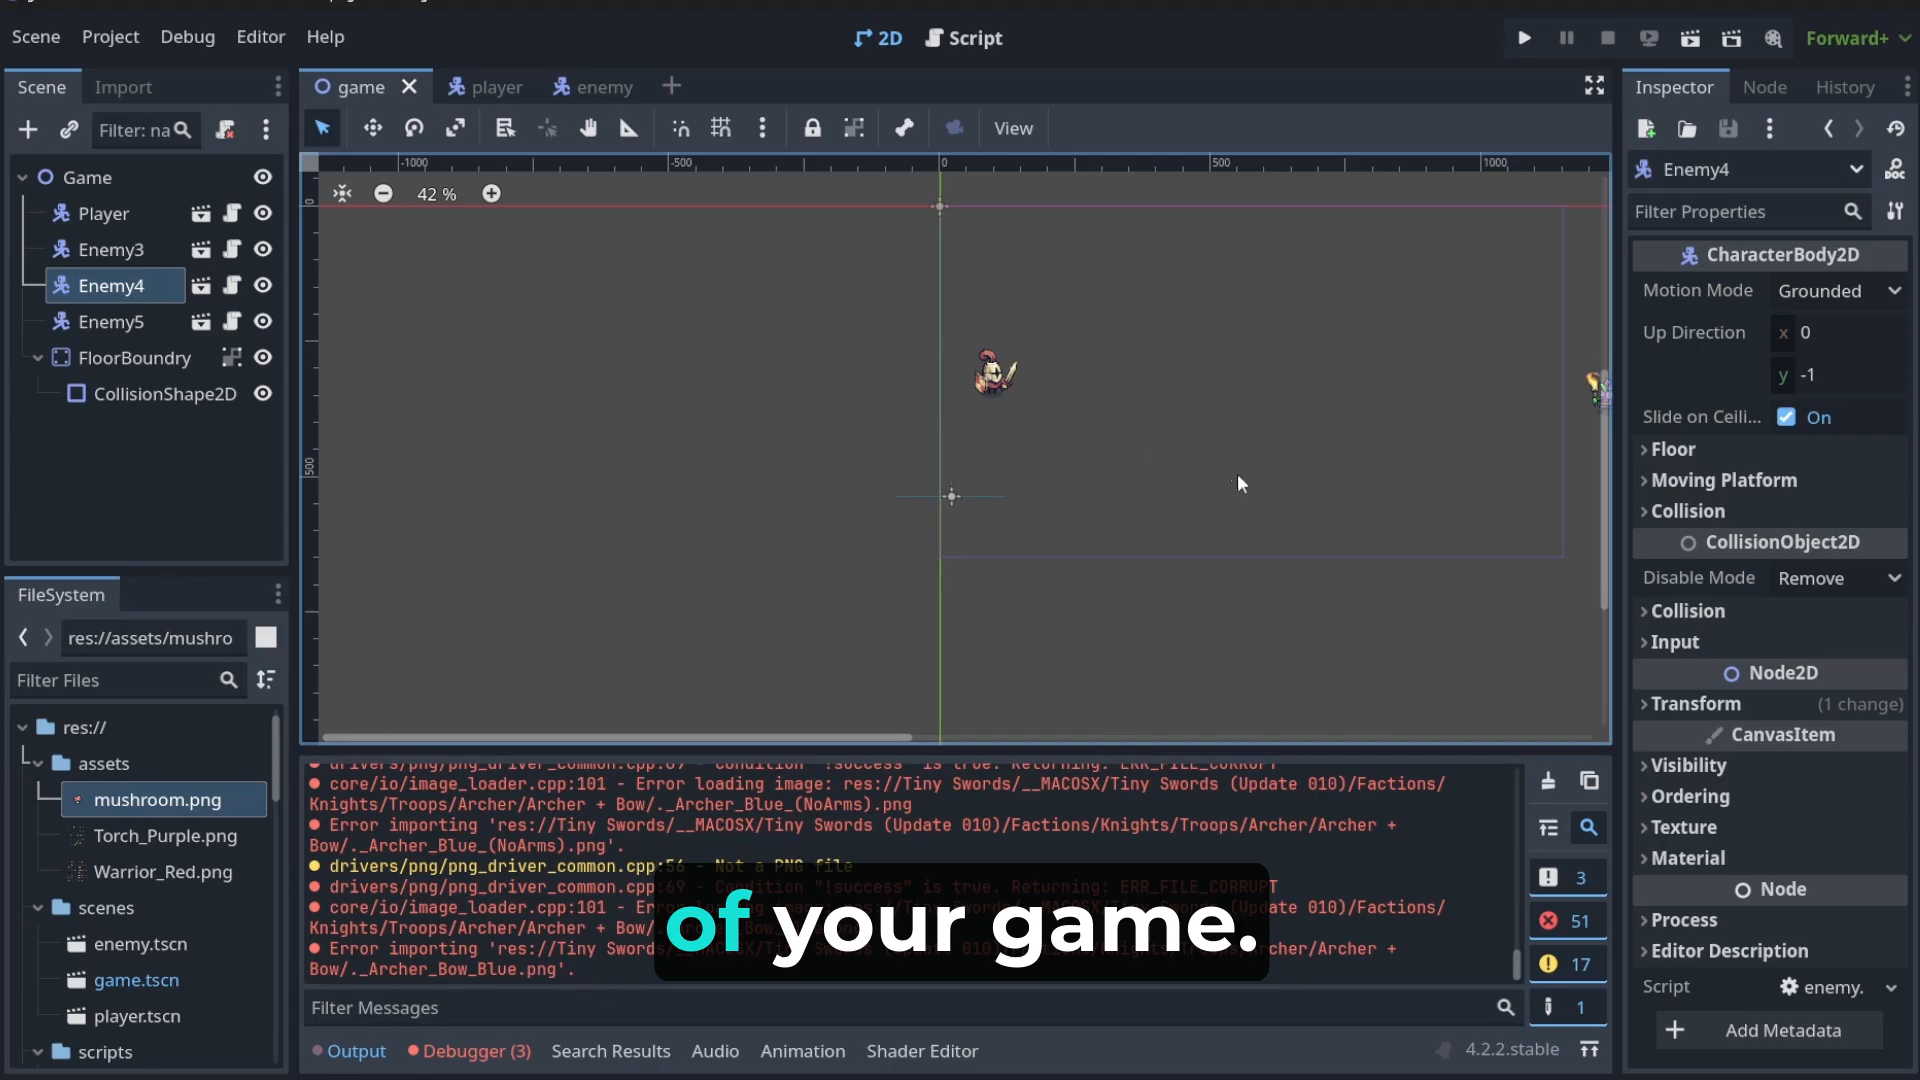 Scene Project Debug Editor Help
2D Script
Forward+
Scene Import
game player enemy
Inspector Node History
Filter: na
View
Game
Player
Enemy3
Enemy4
Enemy5
FloorBoundry
CollisionShape2D
-1000 -500 0 500 1000
0
500
42 %
Enemy4
Filter Properties
CharacterBody2D
Motion Mode Grounded
Up Direction x 0
y -1
Slide on Ceili... On
Floor
Moving Platform
Collision
CollisionObject2D
Disable Mode Remove
Collision
Input
Node2D
Transform (1 change)
CanvasItem
Visibility
Ordering
Texture
Material
Node
Process
Editor Description
Script enemy.
Add Metadata
FileSystem
res://assets/mushro
Filter Files
res://
assets
mushroom.png
Torch_Purple.png
Warrior_Red.png
scenes
enemy.tscn
game.tscn
player.tscn
scripts
core/io/image_loader.cpp:101 - Error loading image: res://Tiny Swords/__MACOSX/Tiny Swords (Update 010)/Factions/
Knights/Troops/Archer/Archer + Bow/._Archer_Blue_(NoArms).png
Error importing 'res://Tiny Swords/__MACOSX/Tiny Swords (Update 010)/Factions/Knights/Troops/Archer/Archer +
Bow/._Archer_Blue_(NoArms).png'.
drivers/png/png_driver_common.cpp:56 - Not a PNG file
drivers/png/png_driver_common.cpp:69 - Condition "!success" is true. Returning: ERR_FILE_CORRUPT
core/io/image_loader.cpp:101 - Er
date 010)/Factions/
Knights/Troops/Archer/Archer + Bow/
Error importing 'res://Tiny Swords
cher/Archer +
Bow/._Archer_Bow_Blue.png'.
of your game.
3
51
17
1
Filter Messages
Output Debugger (3) Search Results Audio Animation Shader Editor
4.2.2.stable